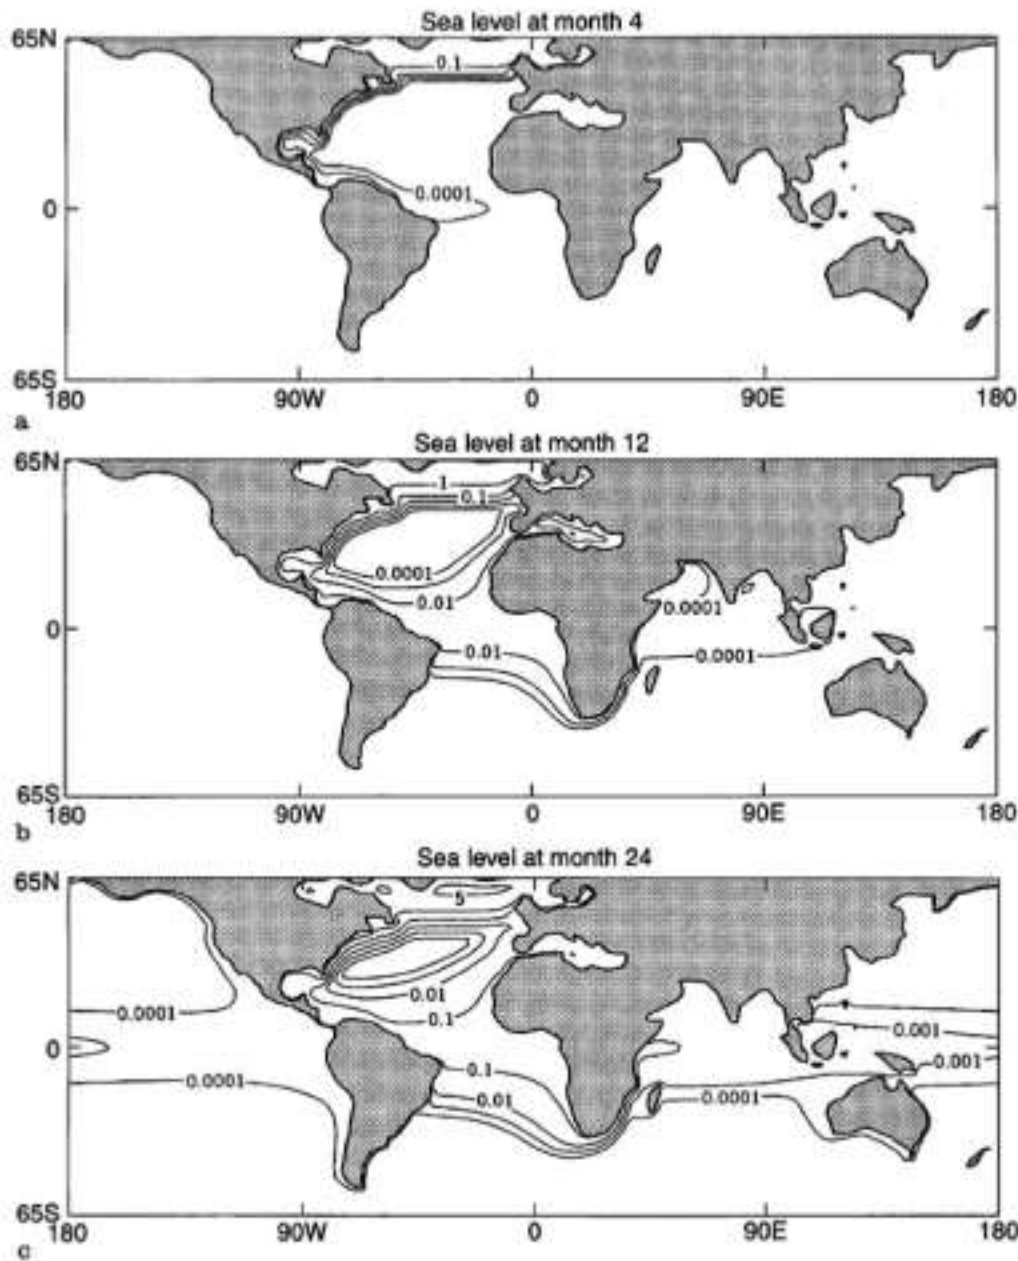 Sea level at month 4
65N
0.1
0.0001
0
65S
180 90W 0 90E 180
a
Sea level at month 12
65N
1
0.1
0.0001
0.01
0.0001
0
0.01
0.0001
65S
180 90W 0 90E 180
b
Sea level at month 24
65N
5
0.01
0.0001
0.1
0.001
0
0.001
0.0001
0.1
0.01
0.0001
65S
180 90W 0 90E 180
c